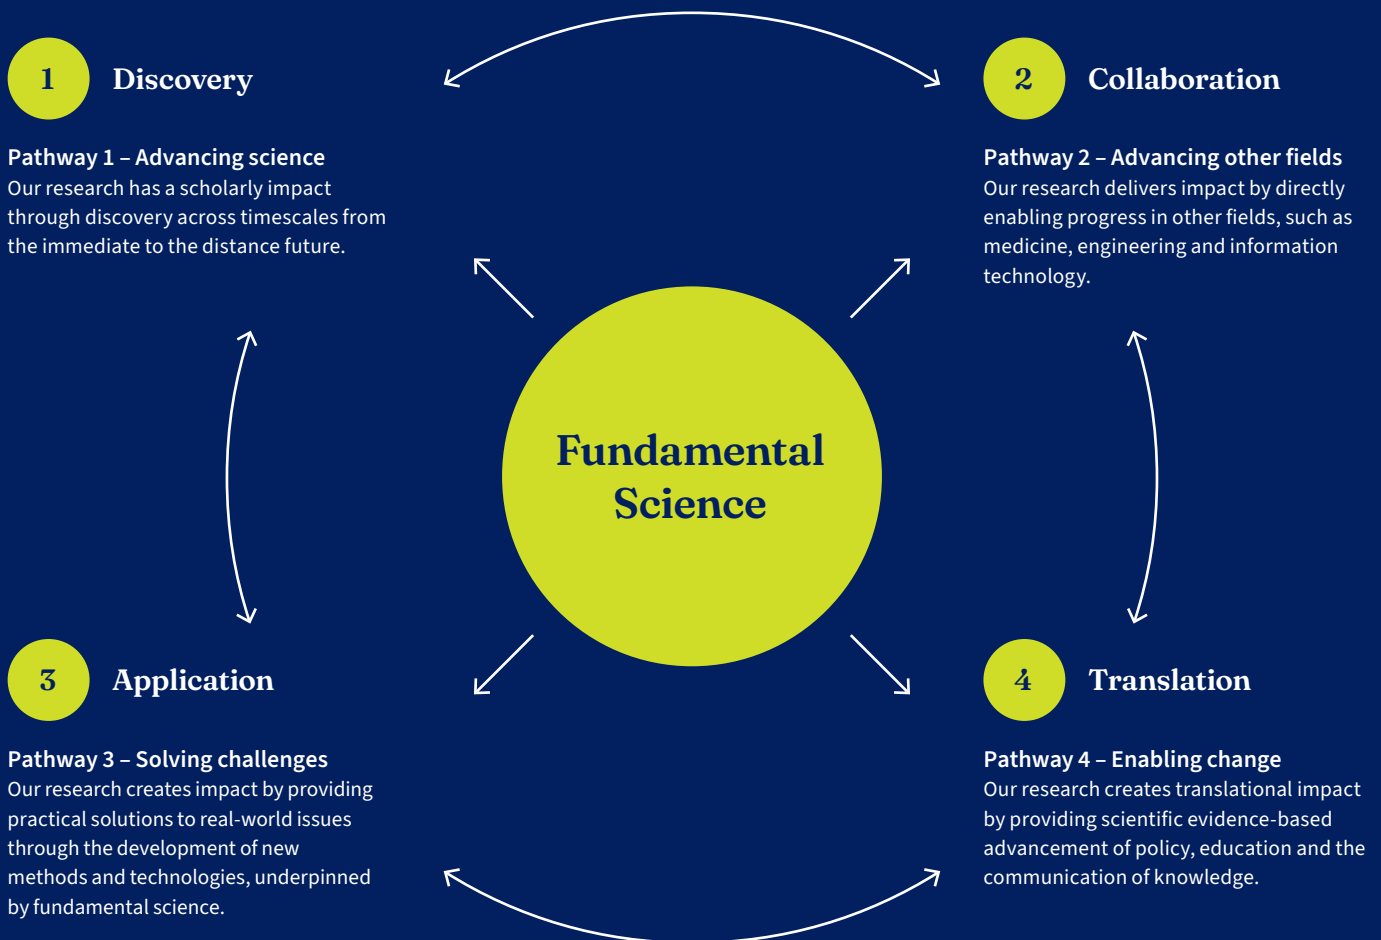 1
Discovery
Pathway 1 – Advancing science
Our research has a scholarly impact
through discovery across timescales from
the immediate to the distance future.
2
Collaboration
Pathway 2 – Advancing other fields
Our research delivers impact by directly
enabling progress in other fields, such as
medicine, engineering and information
technology.
Fundamental
Science
3
Application
Pathway 3 – Solving challenges
Our research creates impact by providing
practical solutions to real-world issues
through the development of new
methods and technologies, underpinned
by fundamental science.
4
Translation
Pathway 4 – Enabling change
Our research creates translational impact
by providing scientific evidence-based
advancement of policy, education and the
communication of knowledge.